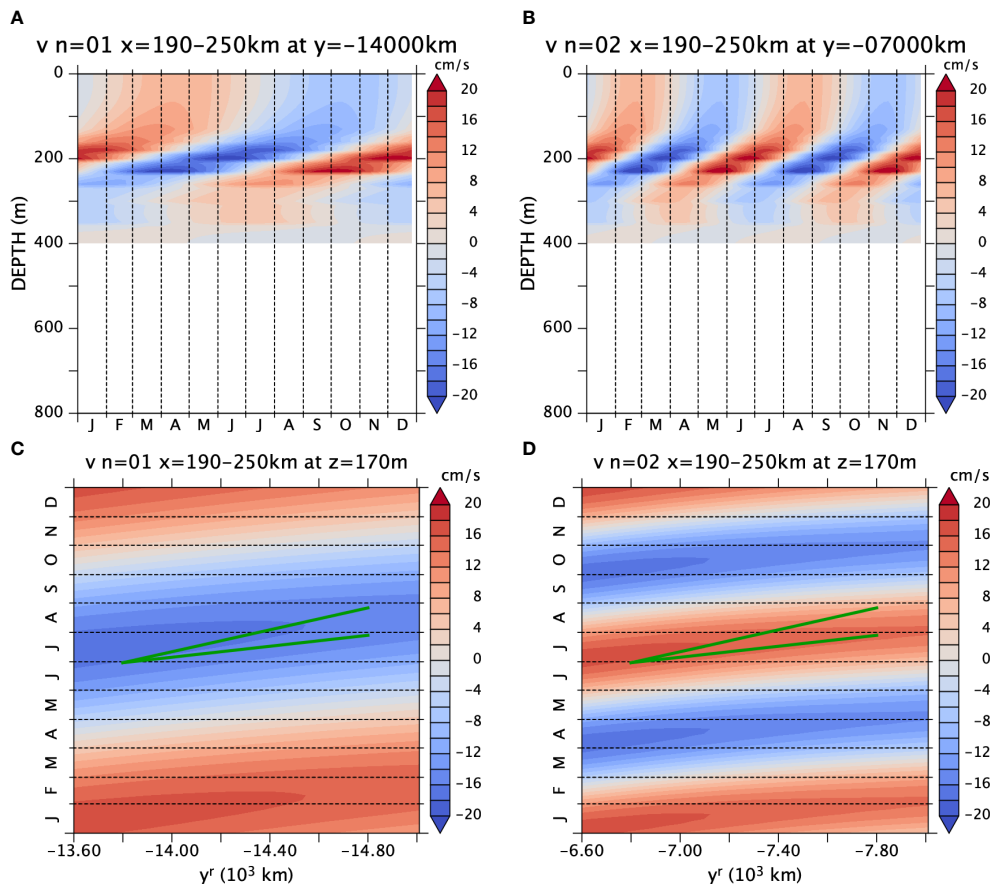 A
v n=01 x=190−250km at y=−14000km
cm/s
0
200
400
600
800
DEPTH (m)
J F M A M J J A S O N D
20
16
12
8
4
0
−4
−8
−12
−16
−20
B
v n=02 x=190−250km at y=−07000km
cm/s
0
200
400
600
800
DEPTH (m)
J F M A M J J A S O N D
20
16
12
8
4
0
−4
−8
−12
−16
−20
C
v n=01 x=190−250km at z=170m
cm/s
D
N
O
S
A
J
J
M
A
M
F
J
−13.60 −14.00 −14.40 −14.80
yʳ (10³ km)
20
16
12
8
4
0
−4
−8
−12
−16
−20
D
v n=02 x=190−250km at z=170m
cm/s
D
N
O
S
A
J
J
M
A
M
F
J
−6.60 −7.00 −7.40 −7.80
yʳ (10³ km)
20
16
12
8
4
0
−4
−8
−12
−16
−20